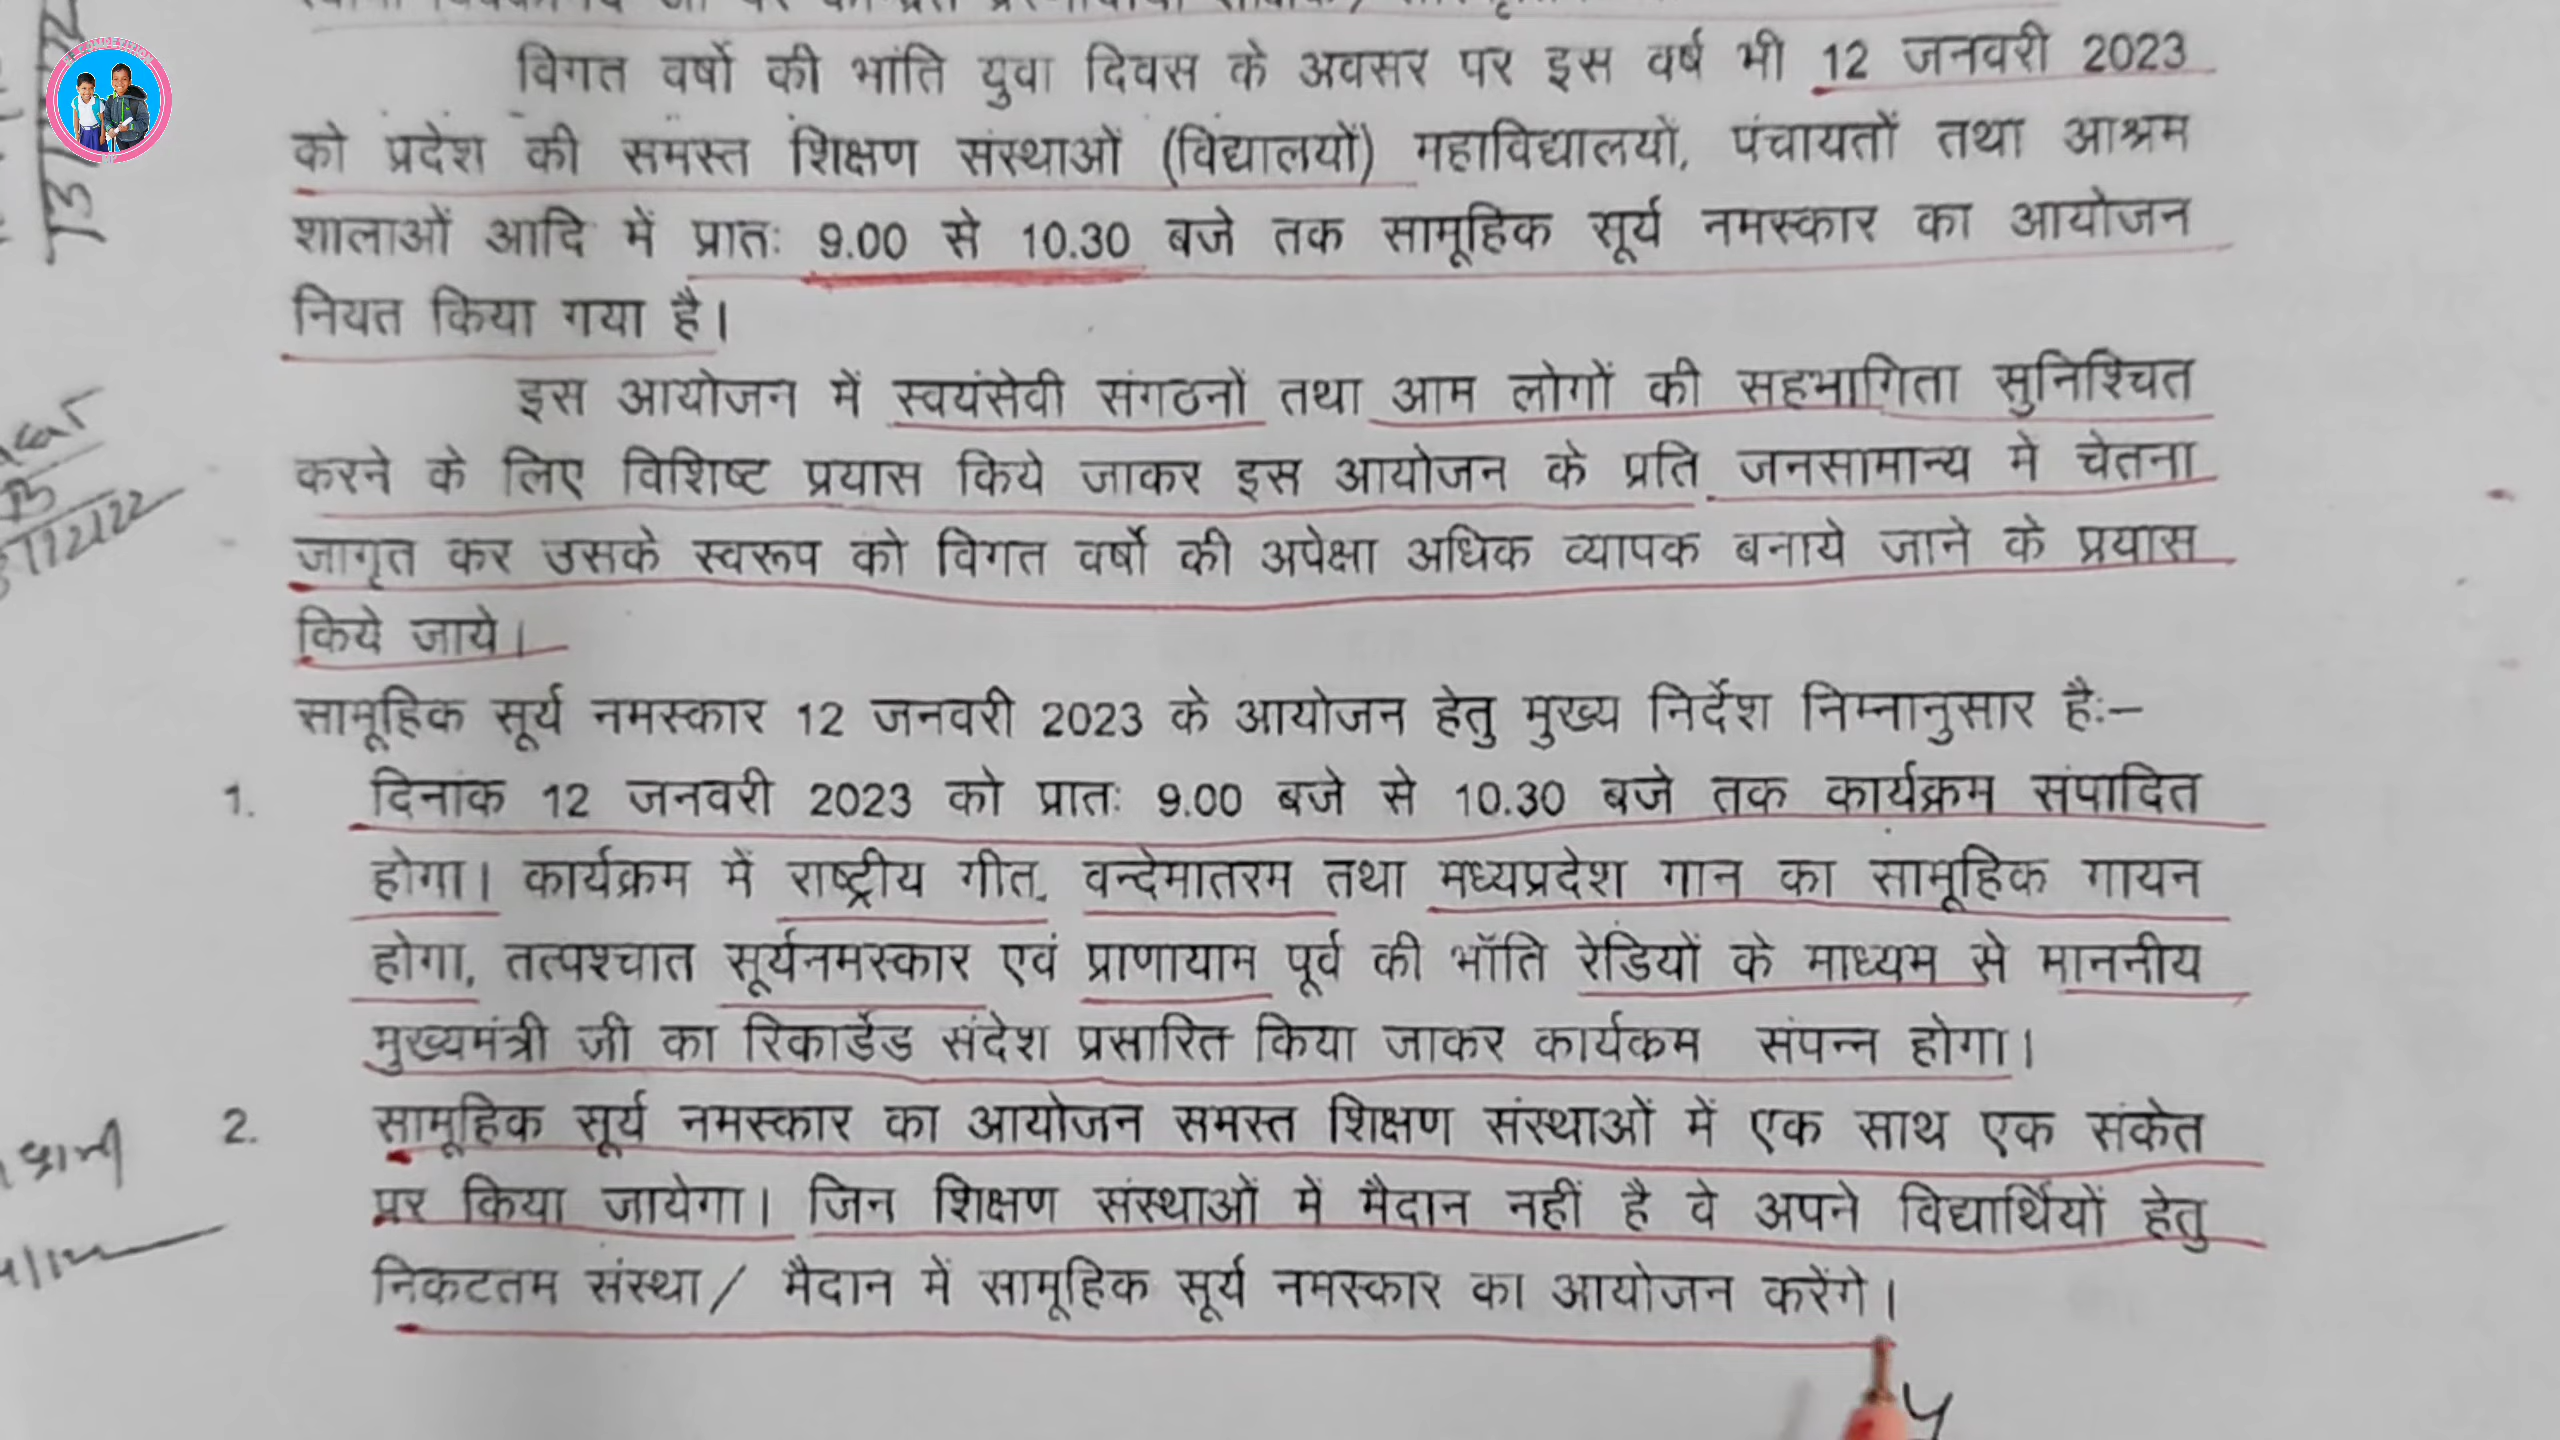 विगत वर्षो की भांति युवा दिवस के अवसर पर इस वर्ष भी 12 जनवरी 2023
को प्रदेश की समस्त शिक्षण संस्थाओं (विद्यालयों) महाविद्यालयों, पंचायतों तथा आश्रम
शालाओं आदि में प्रातः 9.00 से 10.30 बजे तक सामूहिक सूर्य नमस्कार का आयोजन
नियत किया गया है।
इस आयोजन में स्वयंसेवी संगठनों तथा आम लोगों की सहभागिता सुनिश्चित
करने के लिए विशिष्ट प्रयास किये जाकर इस आयोजन के प्रति जनसामान्य मे चेतना
जागृत कर उसके स्वरूप को विगत वर्षो की अपेक्षा अधिक व्यापक बनाये जाने के प्रयास
किये जाये।
सामूहिक सूर्य नमस्कार 12 जनवरी 2023 के आयोजन हेतु मुख्य निर्देश निम्नानुसार हैः–
1. दिनांक 12 जनवरी 2023 को प्रातः 9.00 बजे से 10.30 बजे तक कार्यक्रम संपादित
होगा। कार्यक्रम में राष्ट्रीय गीत, वन्देमातरम तथा मध्यप्रदेश गान का सामूहिक गायन
होगा, तत्पश्चात सूर्यनमस्कार एवं प्राणायाम पूर्व की भॉति रेडियों के माध्यम से माननीय
मुख्यमंत्री जी का रिकार्डेड संदेश प्रसारित किया जाकर कार्यकम संपन्न होगा।
2. सामूहिक सूर्य नमस्कार का आयोजन समस्त शिक्षण संस्थाओं में एक साथ एक संकेत
पर किया जायेगा। जिन शिक्षण संस्थाओं में मैदान नहीं है वे अपने विद्यार्थियों हेतु
निकटतम संस्था/ मैदान में सामूहिक सूर्य नमस्कार का आयोजन करेंगे।